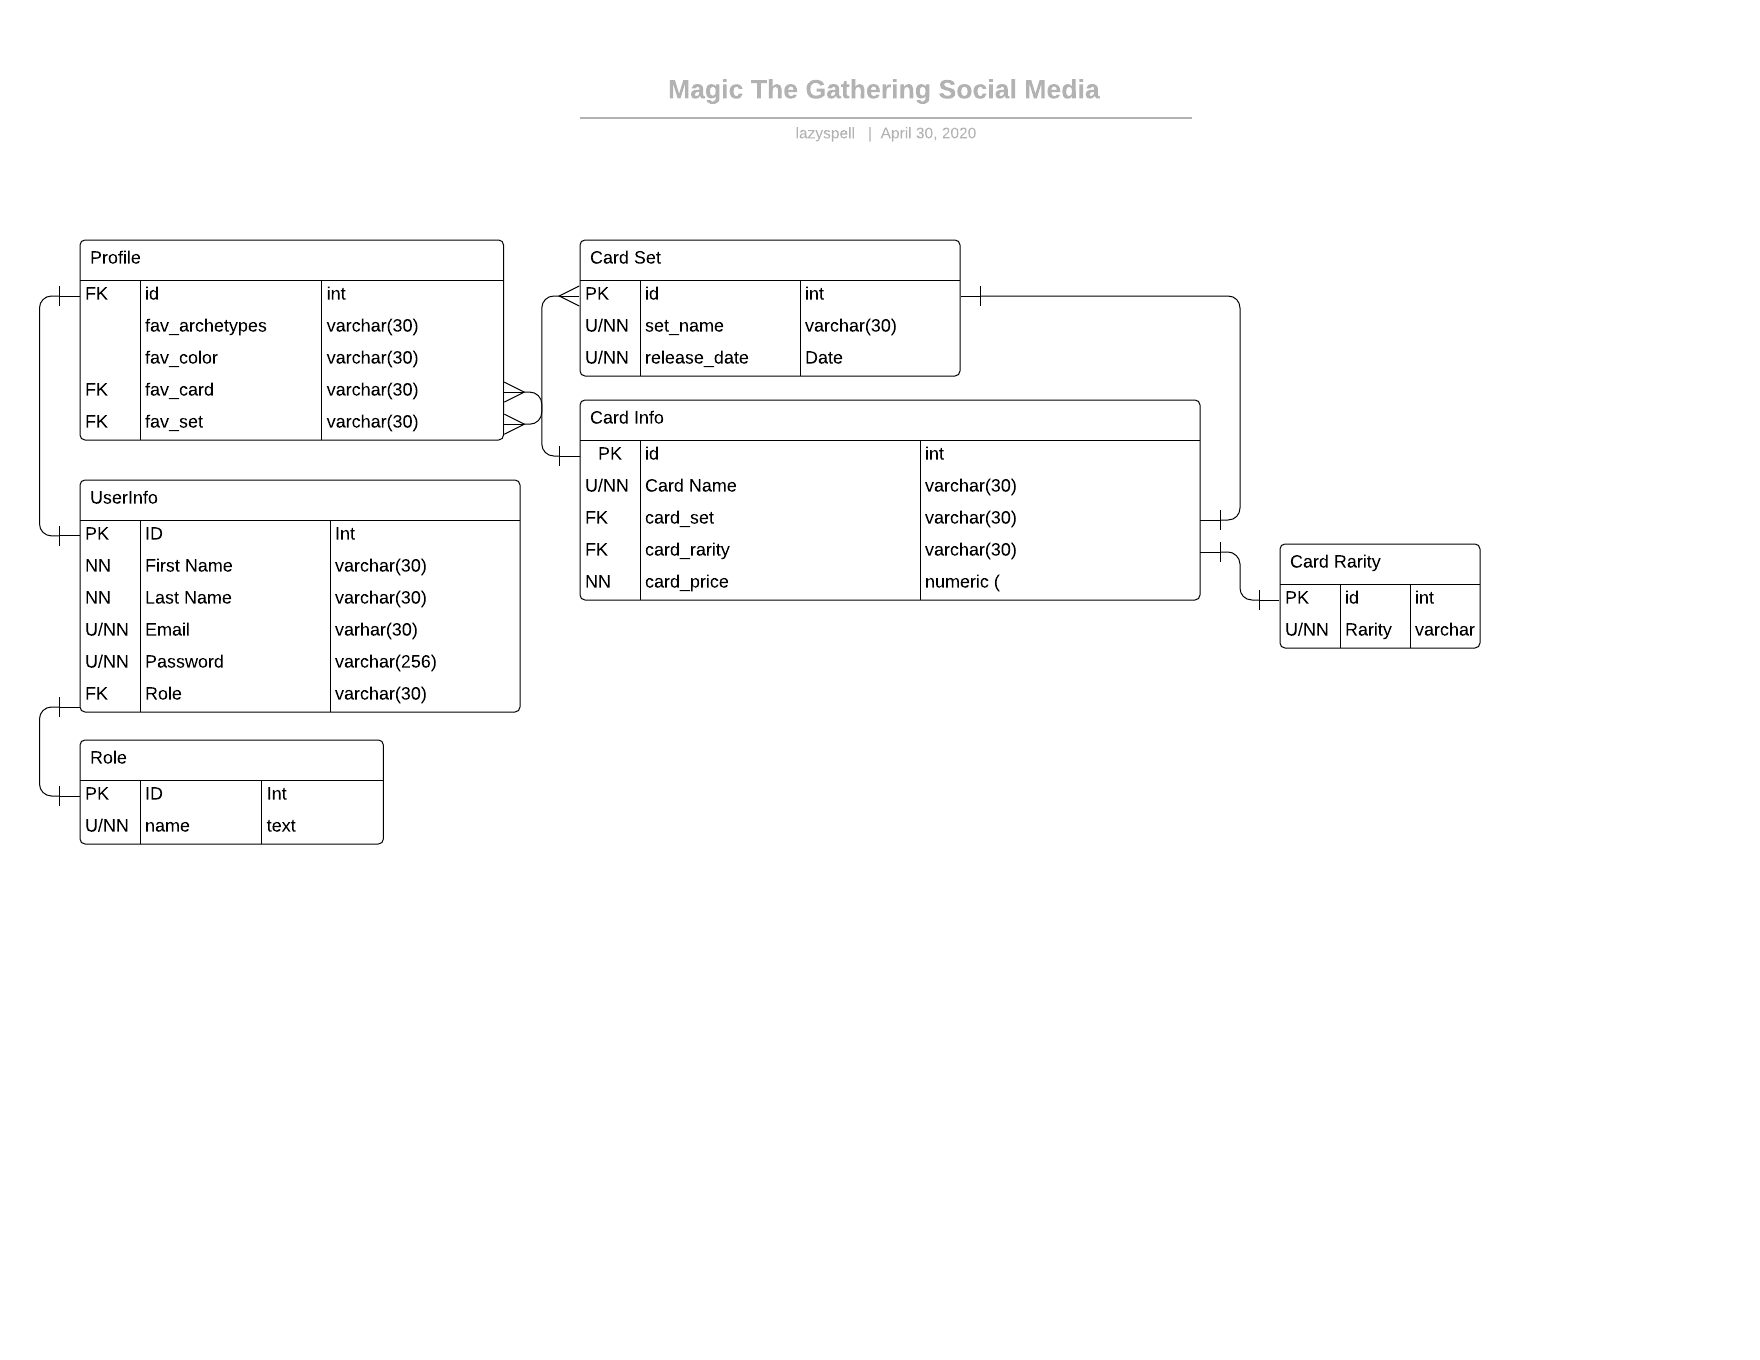 Magic The Gathering Social Media
lazyspell | April 30, 2020
Profile
FK id int
fav_archetypes varchar(30)
fav_color varchar(30)
FK fav_card varchar(30)
FK fav_set varchar(30)
UserInfo
PK ID Int
NN First Name varchar(30)
NN Last Name varchar(30)
U/NN Email varhar(30)
U/NN Password varchar(256)
FK Role varchar(30)
Role
PK ID Int
U/NN name text
Card Set
PK id int
U/NN set_name varchar(30)
U/NN release_date Date
Card Info
PK id int
U/NN Card Name varchar(30)
FK card_set varchar(30)
FK card_rarity varchar(30)
NN card_price numeric (
Card Rarity
PK id int
U/NN Rarity varchar